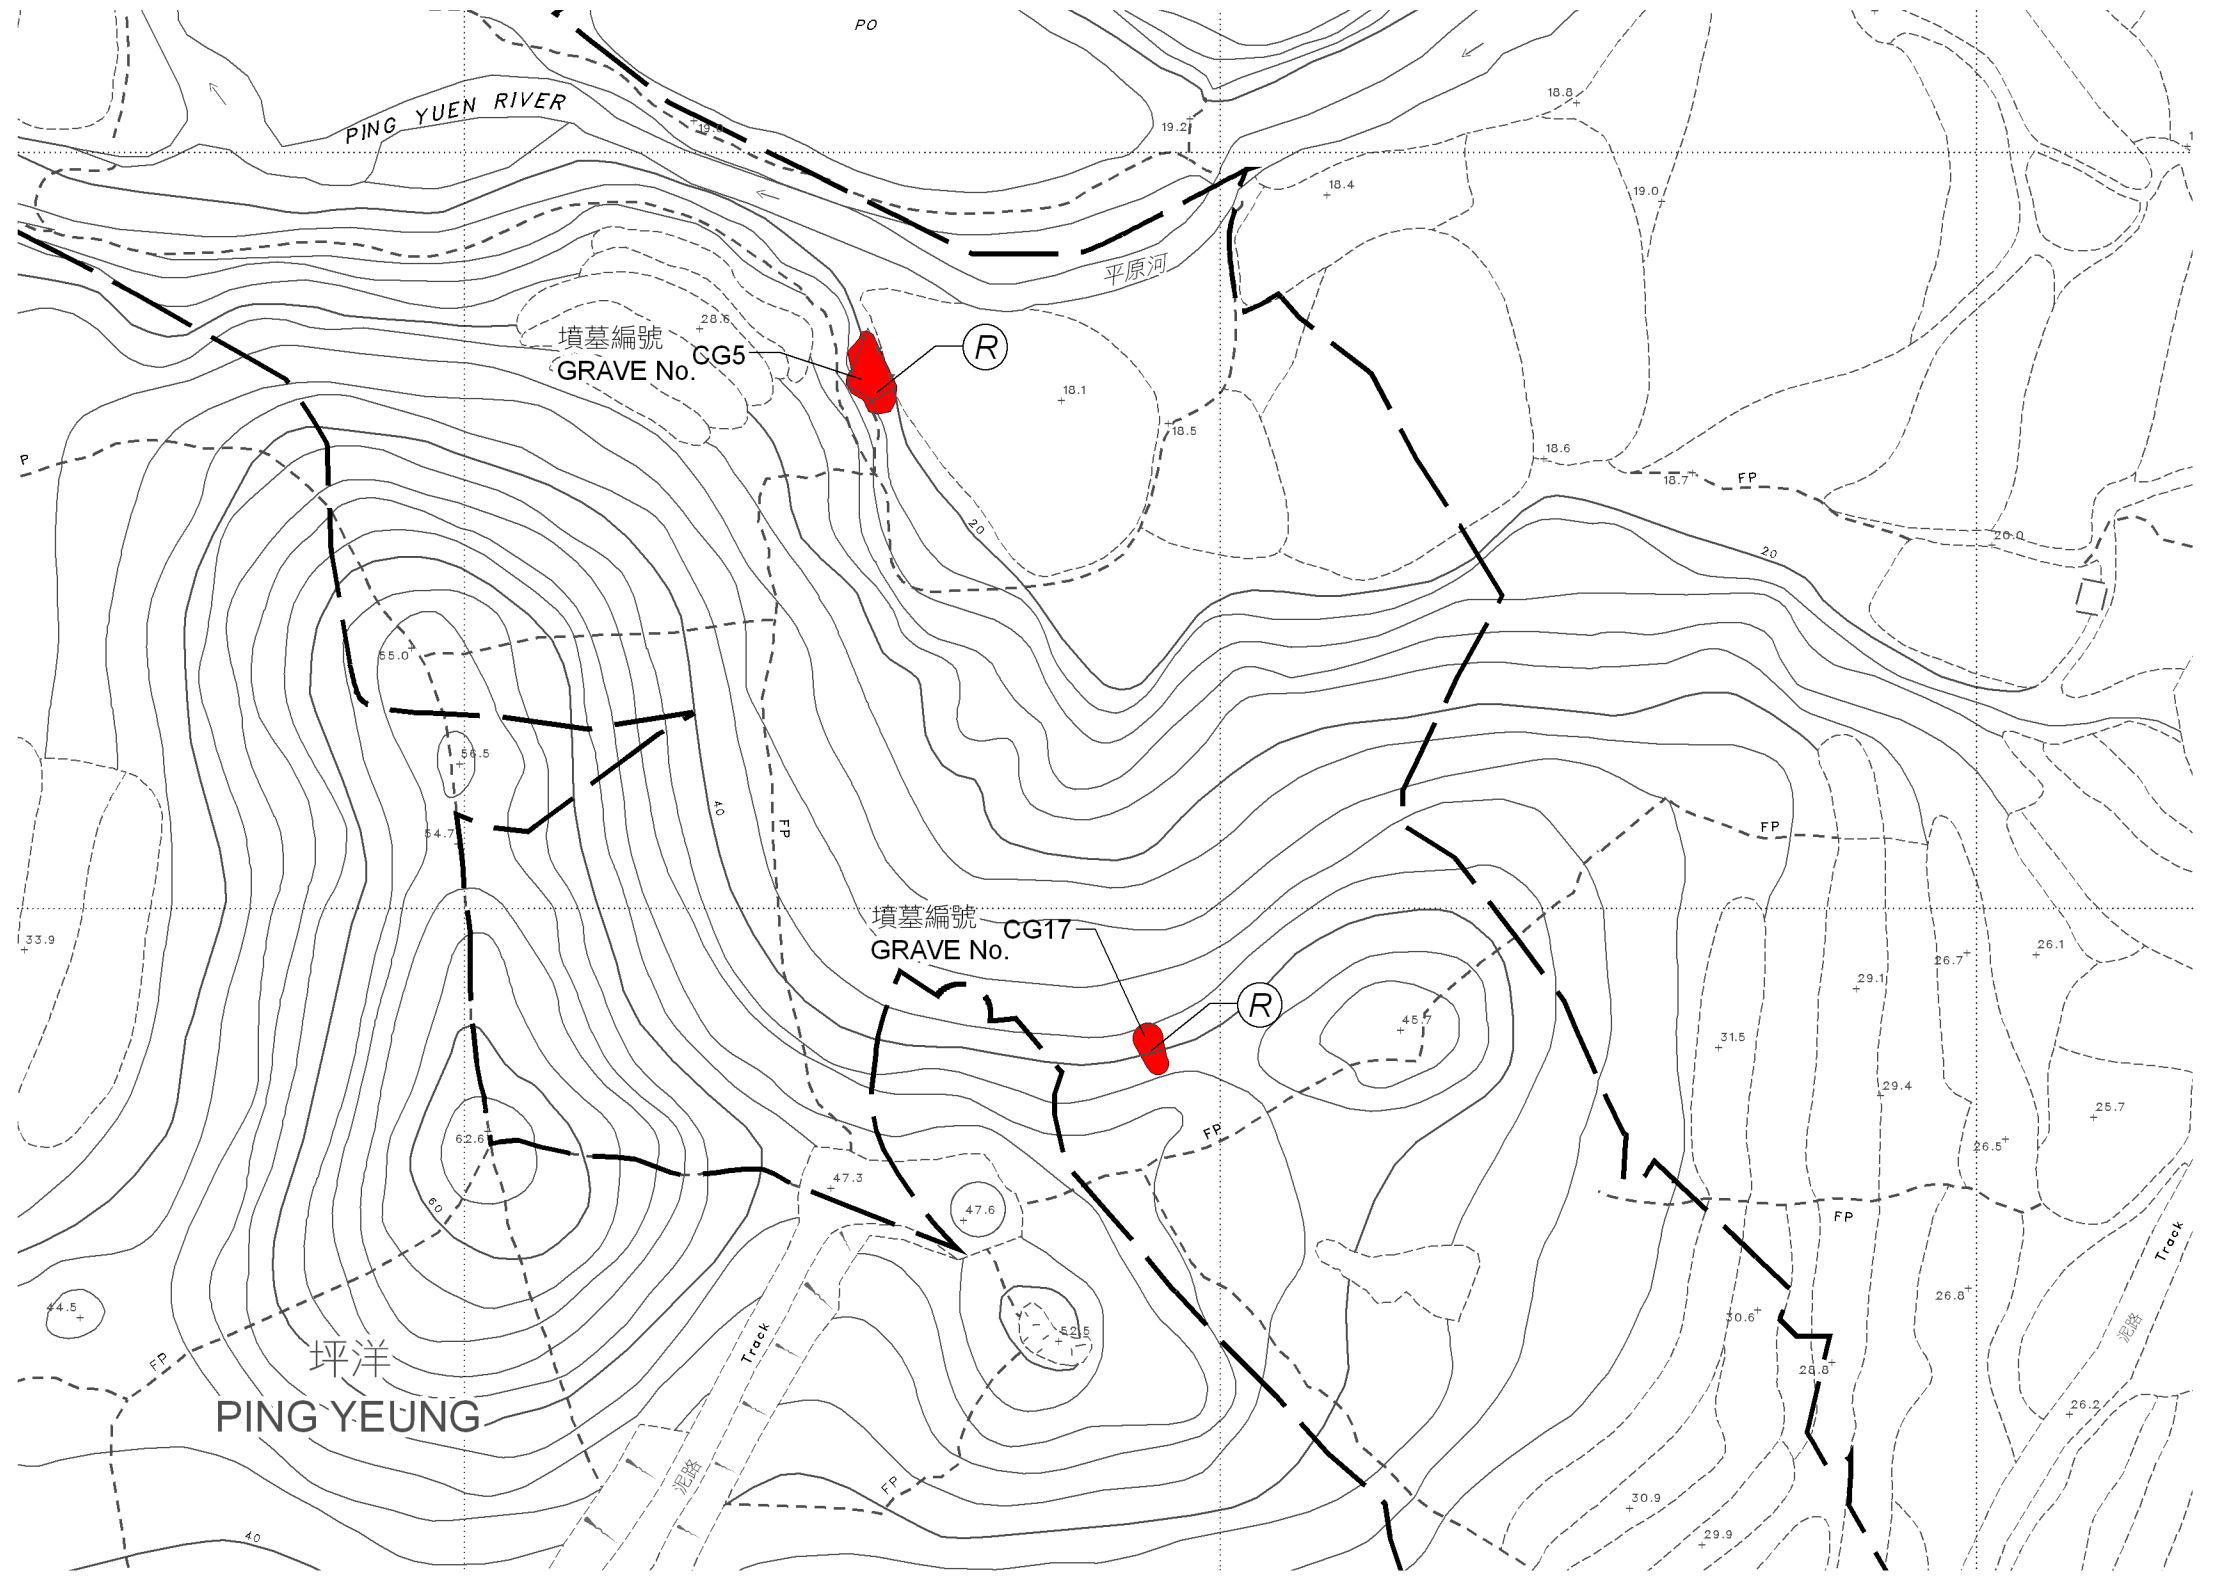 PO
18.8
PING YUEN RIVER
19.2
18.4
19.0
平原河
28.6
墳墓編號
GRAVE No.
CG5
R
18.1
18.5
18.6
P
18.7
FP
20
20
20.0
55.0
56.5
40
FP
54.7
FP
墳墓編號
GRAVE No.
CG17
33.9
26.1
26.7
29.1
R
45.7
31.5
29.4
25.7
62.6
FP
26.5
47.3
60
47.6
FP
Track
26.8
44.5
30.6
52.5
泥路
Track
FP
坪洋
28.8
PING YEUNG
26.2
泥路
FP
30.9
29.9
40